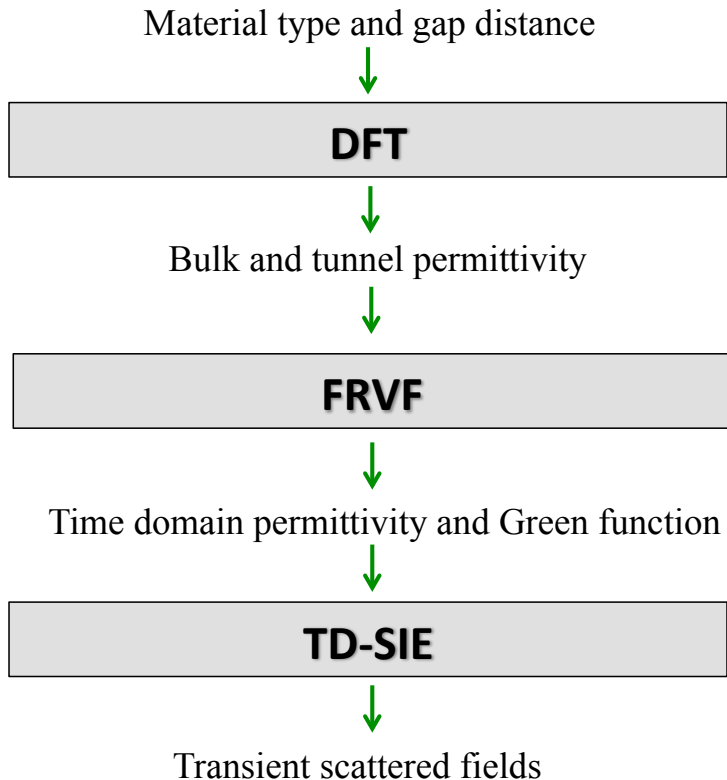 Material type and gap distance
DFT
Bulk and tunnel permittivity
FRVF
Time domain permittivity and Green function
TD-SIE
Transient scattered fields